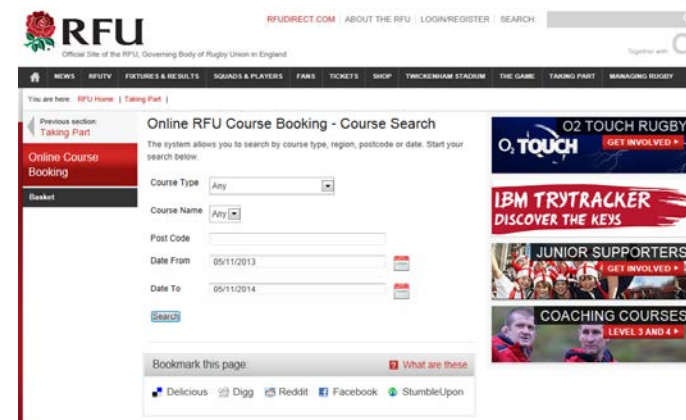 RFUDIRECT.COM | ABOUT THE RFU | LOGIN/REGISTER | SEARCH:
RFU
Official Site of the RFU, Governing Body of Rugby Union in England
Together with
NEWS RFUTV FIXTURES & RESULTS SQUADS & PLAYERS FANS TICKETS SHOP TWICKENHAM STADIUM THE GAME TAKING PART MANAGING RUGBY
You are here: RFU Home | Taking Part |
Previous section:
Taking Part
Online Course
Booking
Basket
Online RFU Course Booking - Course Search
The system allows you to search by course type, region, postcode or date. Start your
search below.
Course Type Any
Course Name Any
Post Code
Date From 05/11/2013
Date To 05/11/2014
Search
Bookmark this page: ? What are these
Delicious Digg Reddit Facebook StumbleUpon
O2 TOUCH RUGBY
O2 TOUCH
GET INVOLVED
IBM TRYTRACKER
DISCOVER THE KEYS
JUNIOR SUPPORTERS
GET INVOLVED
COACHING COURSES
LEVEL 3 AND 4